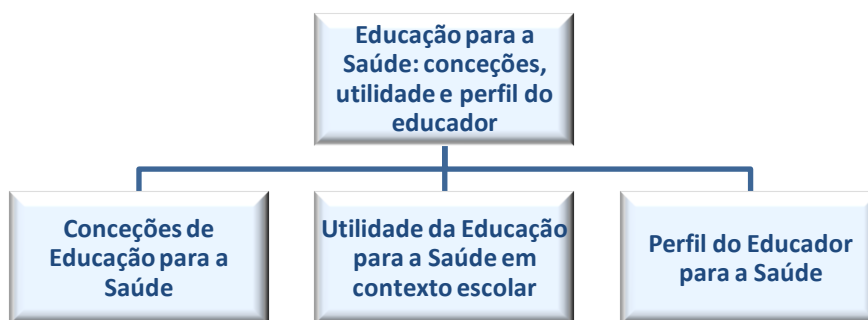 Educação para a
Saúde: conceções,
utilidade e perfil do
educador
Conceções de
Educação para a
Saúde
Utilidade da Educação
para a Saúde em
contexto escolar
Perfil do Educador
para a Saúde